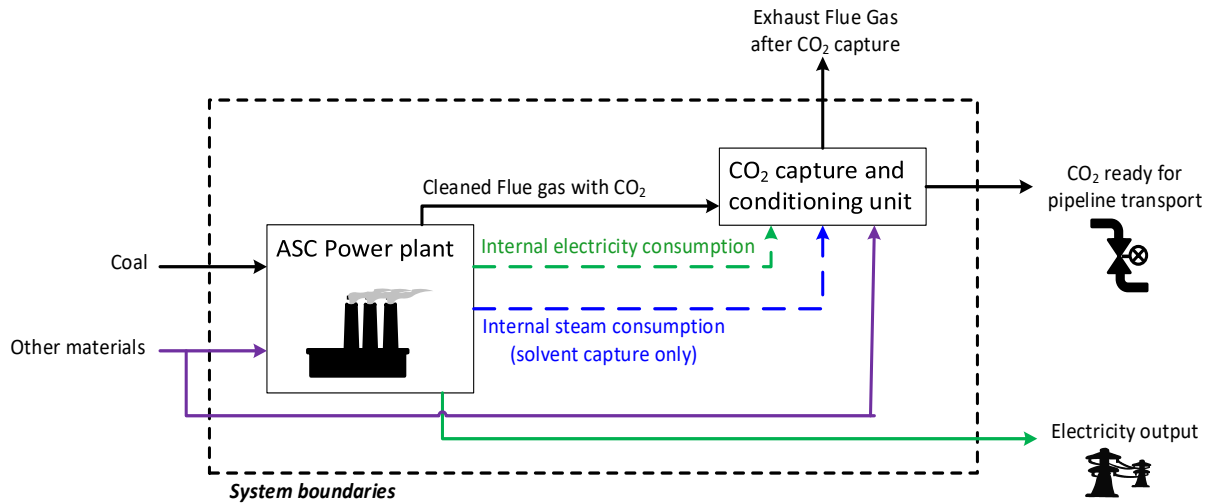 Exhaust Flue Gas
after CO₂ capture
CO₂ capture and
conditioning unit
CO₂ ready for
pipeline transport
Cleaned Flue gas with CO₂
ASC Power plant
Internal electricity consumption
Coal
Internal steam consumption
(solvent capture only)
Other materials
Electricity output
System boundaries